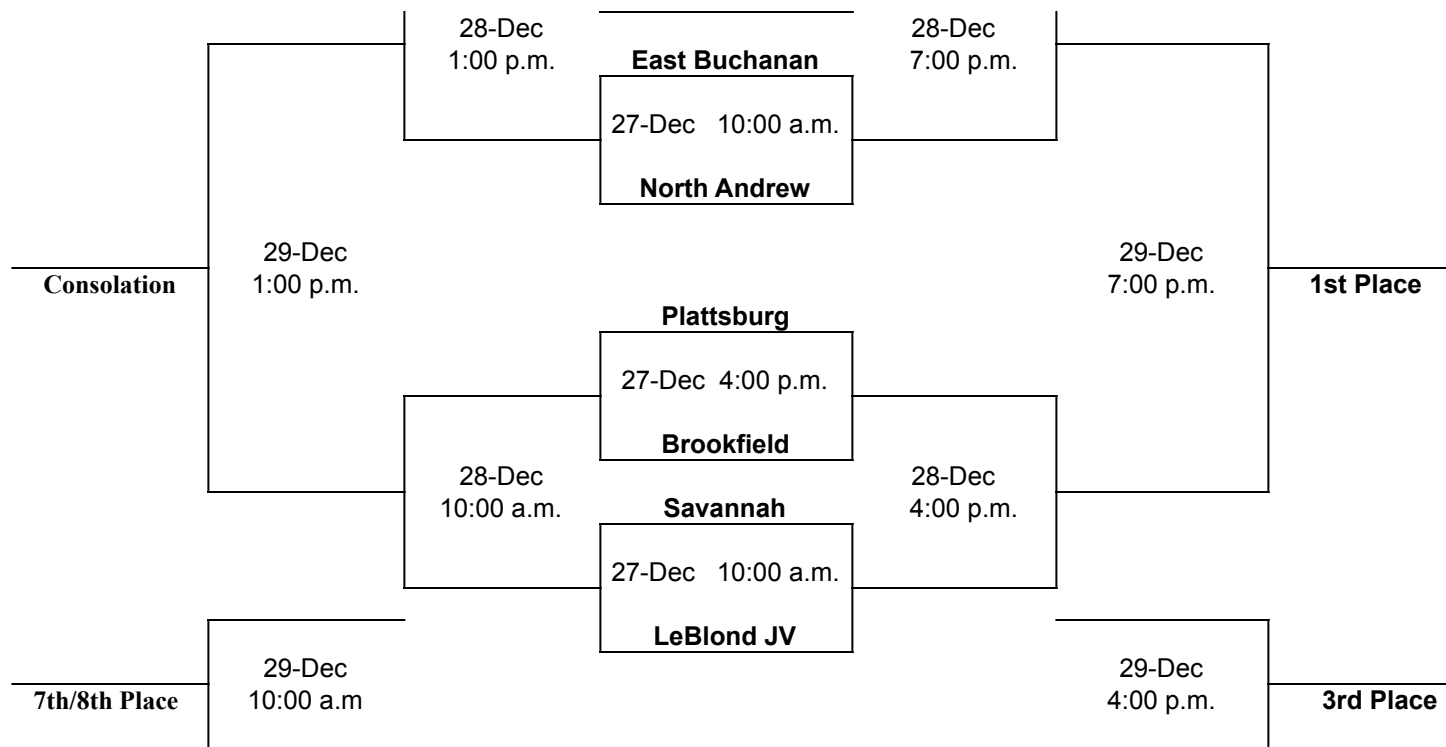 28-Dec
28-Dec
1:00 p.m.
East Buchanan
7:00 p.m.
27-Dec 10:00 a.m.
North Andrew
29-Dec
29-Dec
Consolation
1:00 p.m.
7:00 p.m.
1st Place
Plattsburg
27-Dec 4:00 p.m.
Brookfield
28-Dec
28-Dec
10:00 a.m.
Savannah
4:00 p.m.
27-Dec 10:00 a.m.
LeBlond JV
29-Dec
29-Dec
7th/8th Place
10:00 a.m
4:00 p.m.
3rd Place